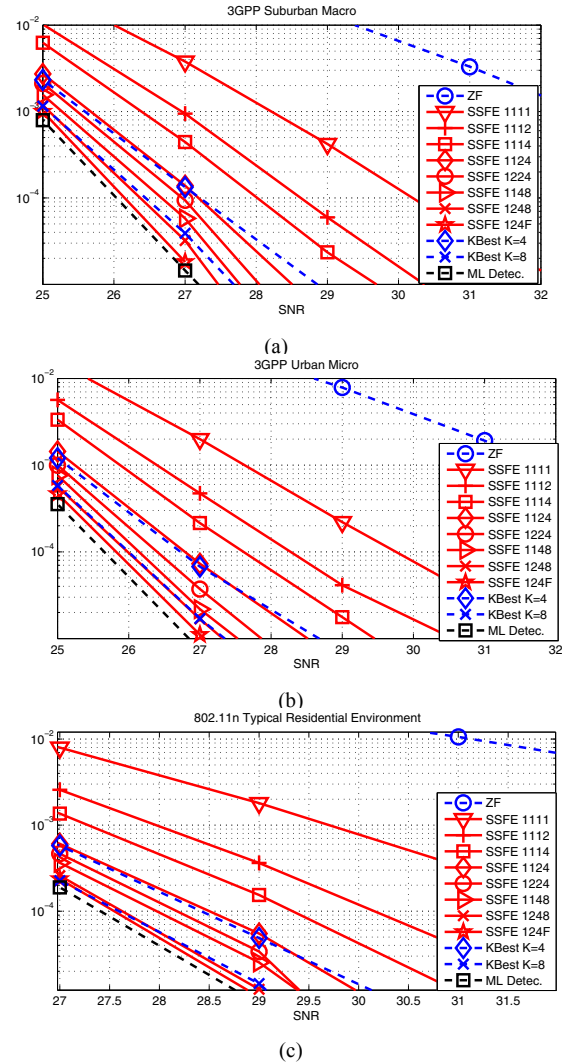 3GPP Suburban Macro
10^-2
10^-3
10^-4
ZF
SSFE 1111
SSFE 1112
SSFE 1114
SSFE 1124
SSFE 1224
SSFE 1148
SSFE 1248
SSFE 124F
KBest K=4
KBest K=8
ML Detec.
25 26 27 28 29 30 31 32
SNR
(a)
3GPP Urban Micro
10^-2
10^-3
10^-4
ZF
SSFE 1111
SSFE 1112
SSFE 1114
SSFE 1124
SSFE 1224
SSFE 1148
SSFE 1248
SSFE 124F
KBest K=4
KBest K=8
ML Detec.
25 26 27 28 29 30 31 32
SNR
(b)
802.11n Typical Residential Environment
10^-2
10^-3
10^-4
ZF
SSFE 1111
SSFE 1112
SSFE 1114
SSFE 1124
SSFE 1224
SSFE 1148
SSFE 1248
SSFE 124F
KBest K=4
KBest K=8
ML Detec.
27 27.5 28 28.5 29 29.5 30 30.5 31 31.5
SNR
(c)